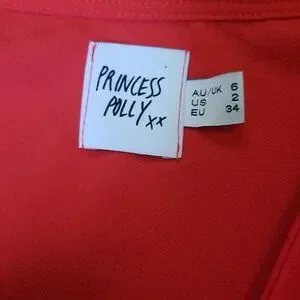 PRINCESS
POLLY xx
AU/UK 6
US 2
EU 34